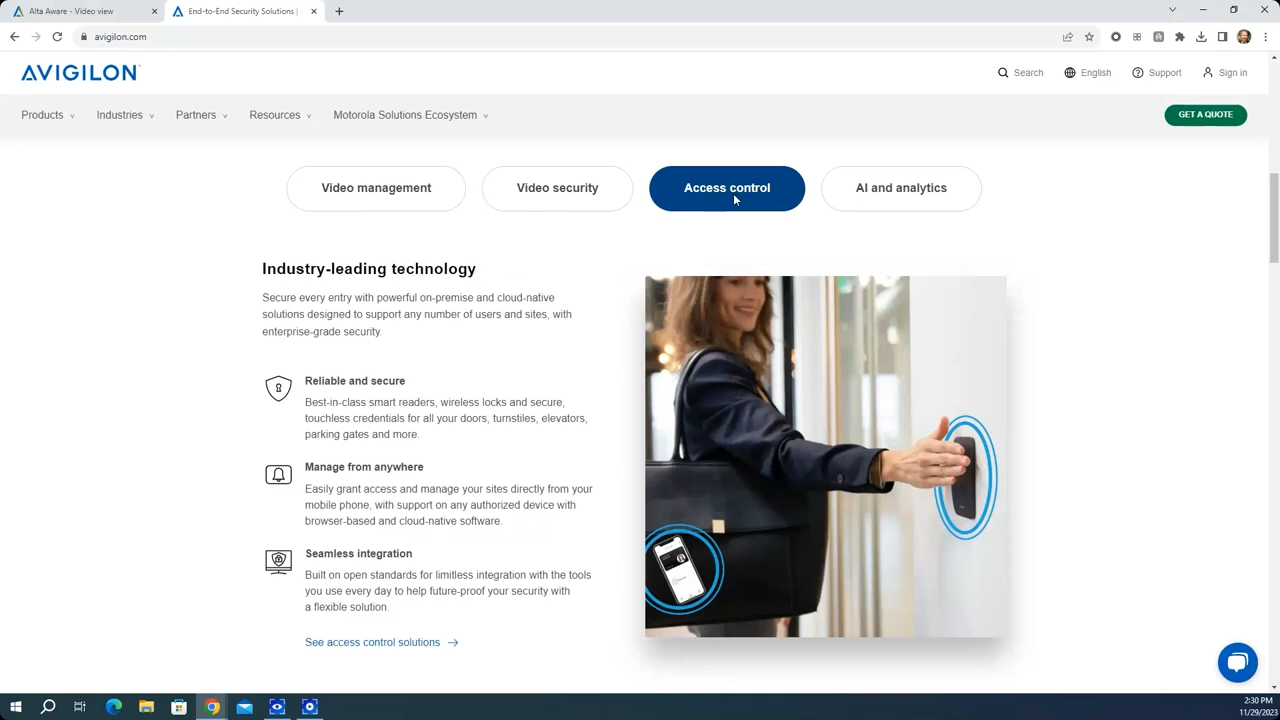 Alta Aware - Video view
End-to-End Security Solutions |
avigilon.com
AVIGILON
Search
English
Support
Sign in
Products
Industries
Partners
Resources
Motorola Solutions Ecosystem
GET A QUOTE
Video management
Video security
Access control
AI and analytics
Industry-leading technology
Secure every entry with powerful on-premise and cloud-native
solutions designed to support any number of users and sites, with
enterprise-grade security.
Reliable and secure
Best-in-class smart readers, wireless locks and secure,
touchless credentials for all your doors, turnstiles, elevators,
parking gates and more.
Manage from anywhere
Easily grant access and manage your sites directly from your
mobile phone, with support on any authorized device with
browser-based and cloud-native software.
Seamless integration
Built on open standards for limitless integration with the tools
you use every day to help future-proof your security with
a flexible solution.
See access control solutions
2:30 PM
11/29/2023